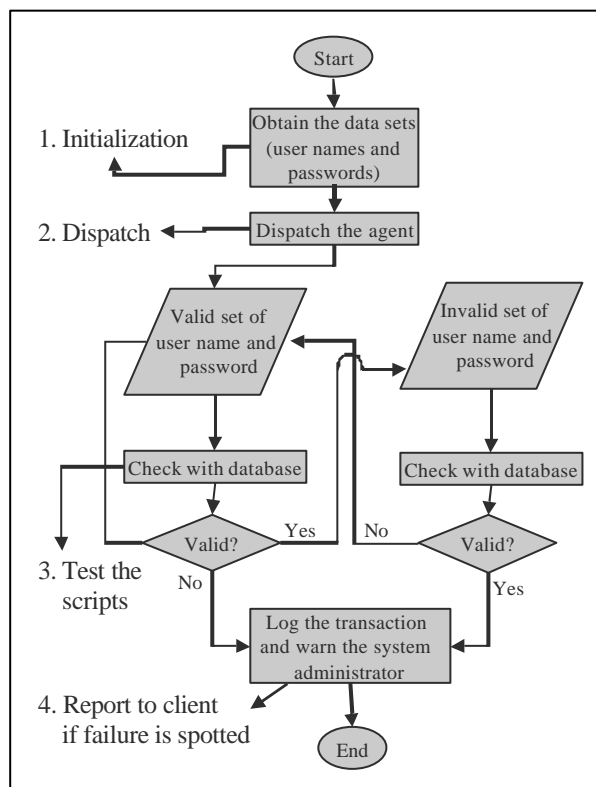 Start
1. Initialization
Obtain the data sets
(user names and
passwords)
2. Dispatch
Dispatch the agent
Valid set of
user name and
password
Invalid set of
user name and
password
Check with database
Check with database
Valid?
Yes
No
Valid?
3. Test the
scripts
No
Yes
Log the transaction
and warn the system
administrator
4. Report to client
if failure is spotted
End